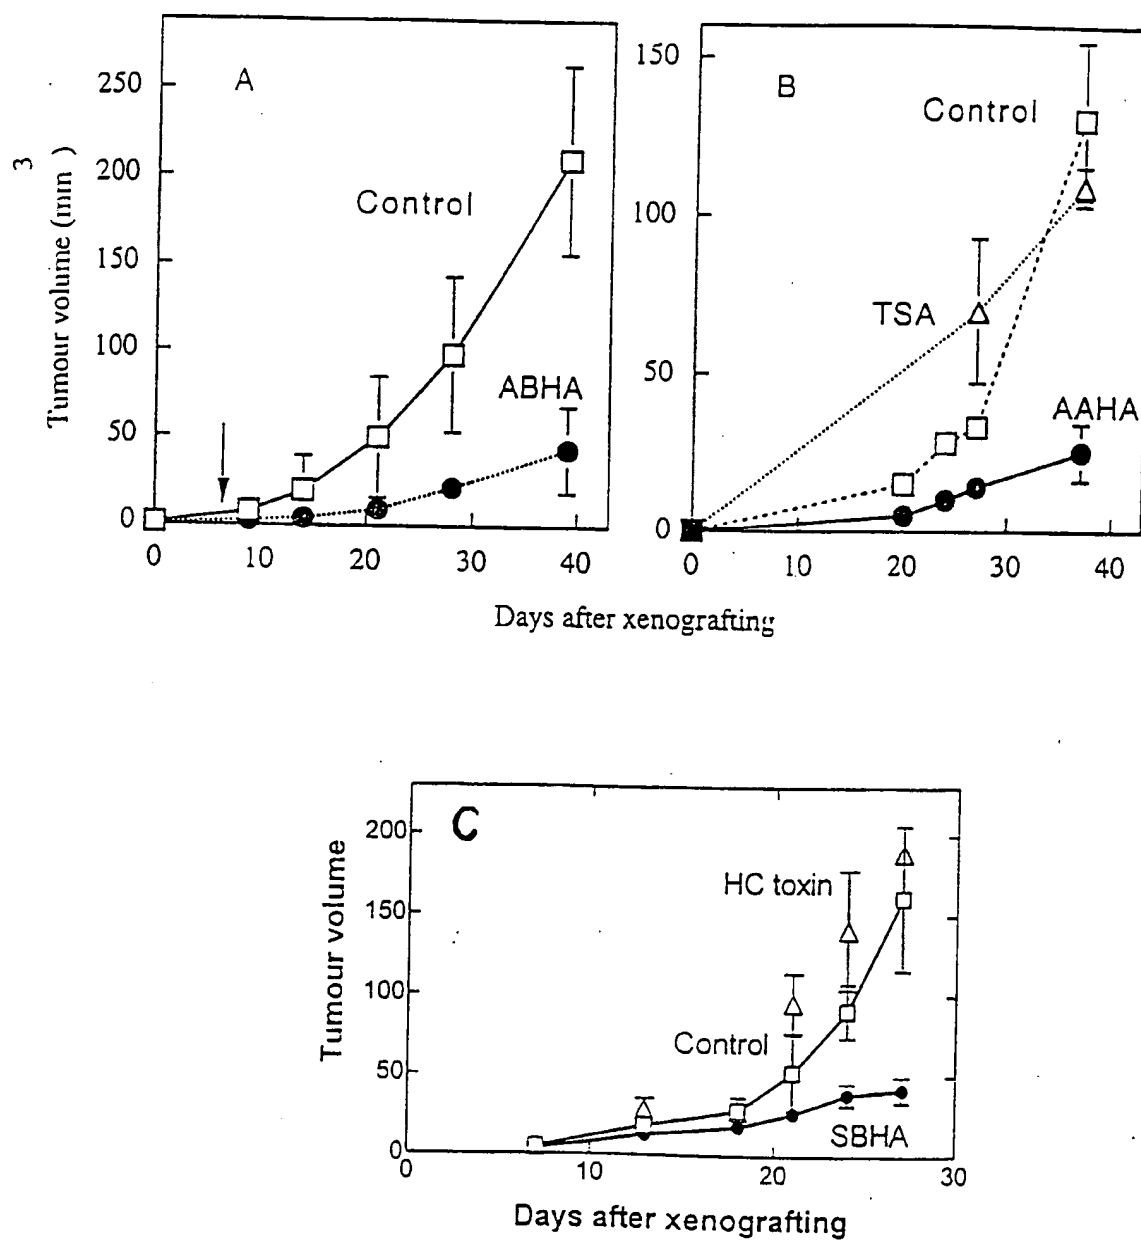 A
250
200
150
100
50
0
Tumour volume (mm 3 )
Control
ABHA
0 10 20 30 40
B
150
100
50
0
Control
TSA
AAHA
0 10 20 30 40
Days after xenografting
C
200
150
100
50
0
Tumour volume
HC toxin
Control
SBHA
0 10 20 30
Days after xenografting